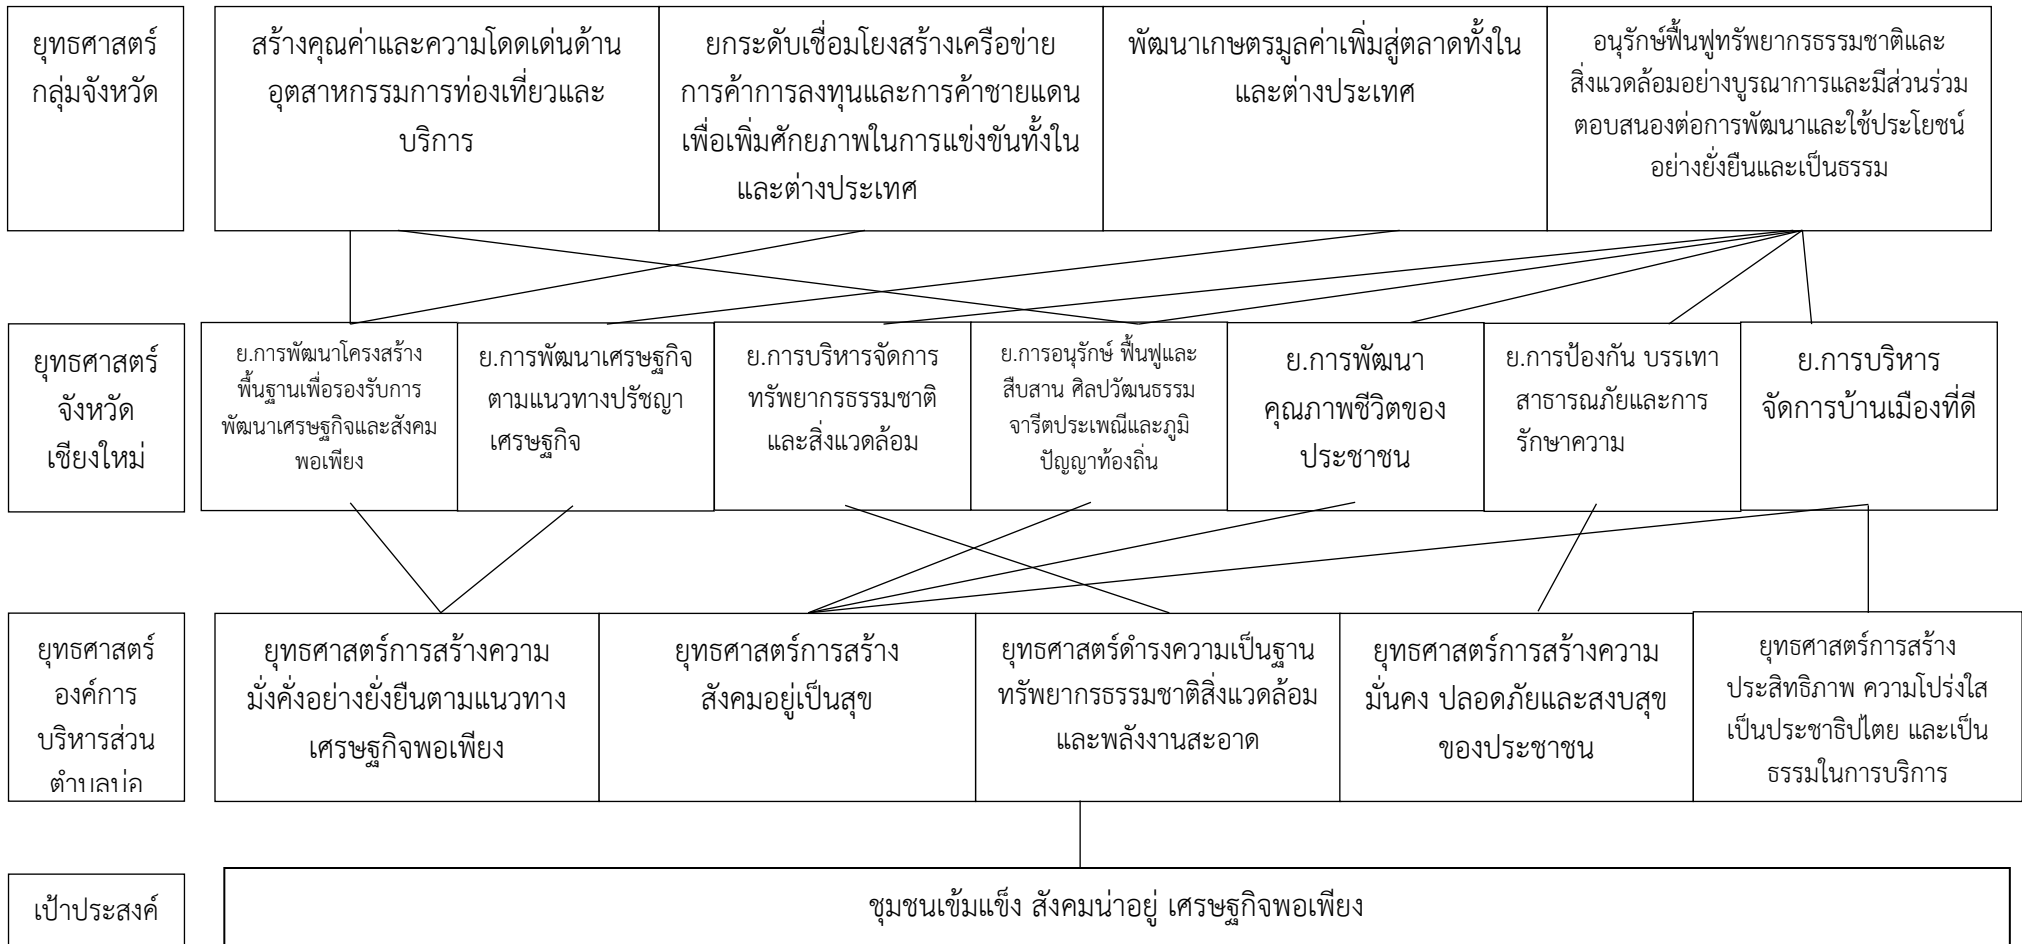 ยุทธศาสตร์
กลุ่มจังหวัด
สร้างคุณค่าและความโดดเด่นด้าน
อุตสาหกรรมการท่องเที่ยวและ
บริการ
ยกระดับเชื่อมโยงสร้างเครือข่าย
การค้าการลงทุนและการค้าชายแดน
เพื่อเพิ่มศักยภาพในการแข่งขันทั้งใน
และต่างประเทศ
พัฒนาเกษตรมูลค่าเพิ่มสู่ตลาดทั้งใน
และต่างประเทศ
อนุรักษ์ฟื้นฟูทรัพยากรธรรมชาติและ
สิ่งแวดล้อมอย่างบูรณาการและมีส่วนร่วม
ตอบสนองต่อการพัฒนาและใช้ประโยชน์
อย่างยั่งยืนและเป็นธรรม
ยุทธศาสตร์
จังหวัด
เชียงใหม่
ย.การพัฒนาโครงสร้าง
พื้นฐานเพื่อรองรับการ
พัฒนาเศรษฐกิจและสังคม
พอเพียง
ย.การพัฒนาเศรษฐกิจ
ตามแนวทางปรัชญา
เศรษฐกิจ
ย.การบริหารจัดการ
ทรัพยากรธรรมชาติ
และสิ่งแวดล้อม
ย.การอนุรักษ์ ฟื้นฟูและ
สืบสาน ศิลปวัฒนธรรม
จารีตประเพณีและภูมิ
ปัญญาท้องถิ่น
ย.การพัฒนา
คุณภาพชีวิตของ
ประชาชน
ย.การป้องกัน บรรเทา
สาธารณภัยและการ
รักษาความ
ย.การบริหาร
จัดการบ้านเมืองที่ดี
ยุทธศาสตร์
องค์การ
บริหารส่วน
ตำบลบ่อ
ยุทธศาสตร์การสร้างความ
มั่งคั่งอย่างยั่งยืนตามแนวทาง
เศรษฐกิจพอเพียง
ยุทธศาสตร์การสร้าง
สังคมอยู่เป็นสุข
ยุทธศาสตร์ดำรงความเป็นฐาน
ทรัพยากรธรรมชาติสิ่งแวดล้อม
และพลังงานสะอาด
ยุทธศาสตร์การสร้างความ
มั่นคง ปลอดภัยและสงบสุข
ของประชาชน
ยุทธศาสตร์การสร้าง
ประสิทธิภาพ ความโปร่งใส
เป็นประชาธิปไตย และเป็น
ธรรมในการบริการ
เป้าประสงค์
ชุมชนเข้มแข็ง สังคมน่าอยู่ เศรษฐกิจพอเพียง